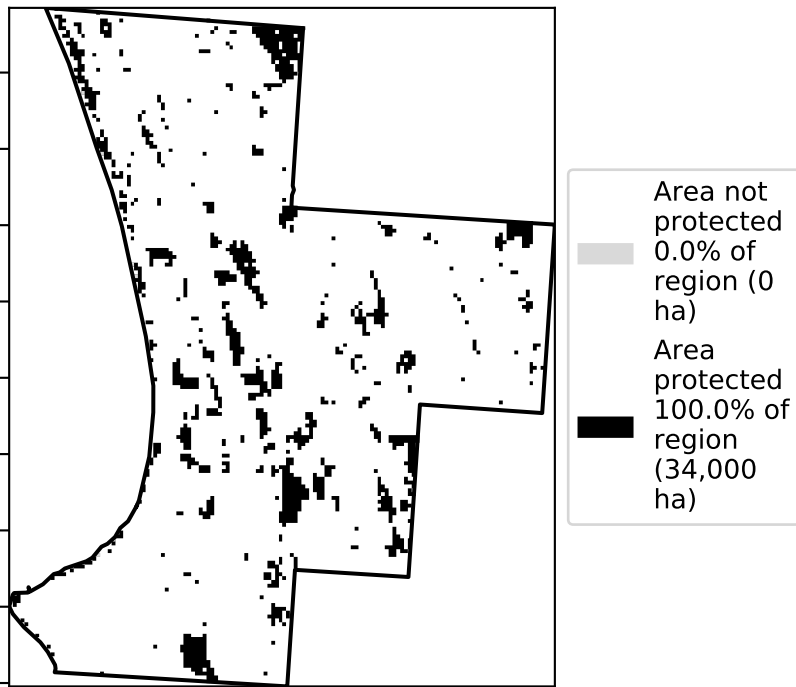 Area not
protected
0.0% of
region (0
ha)
Area
protected
100.0% of
region
(34,000
ha)